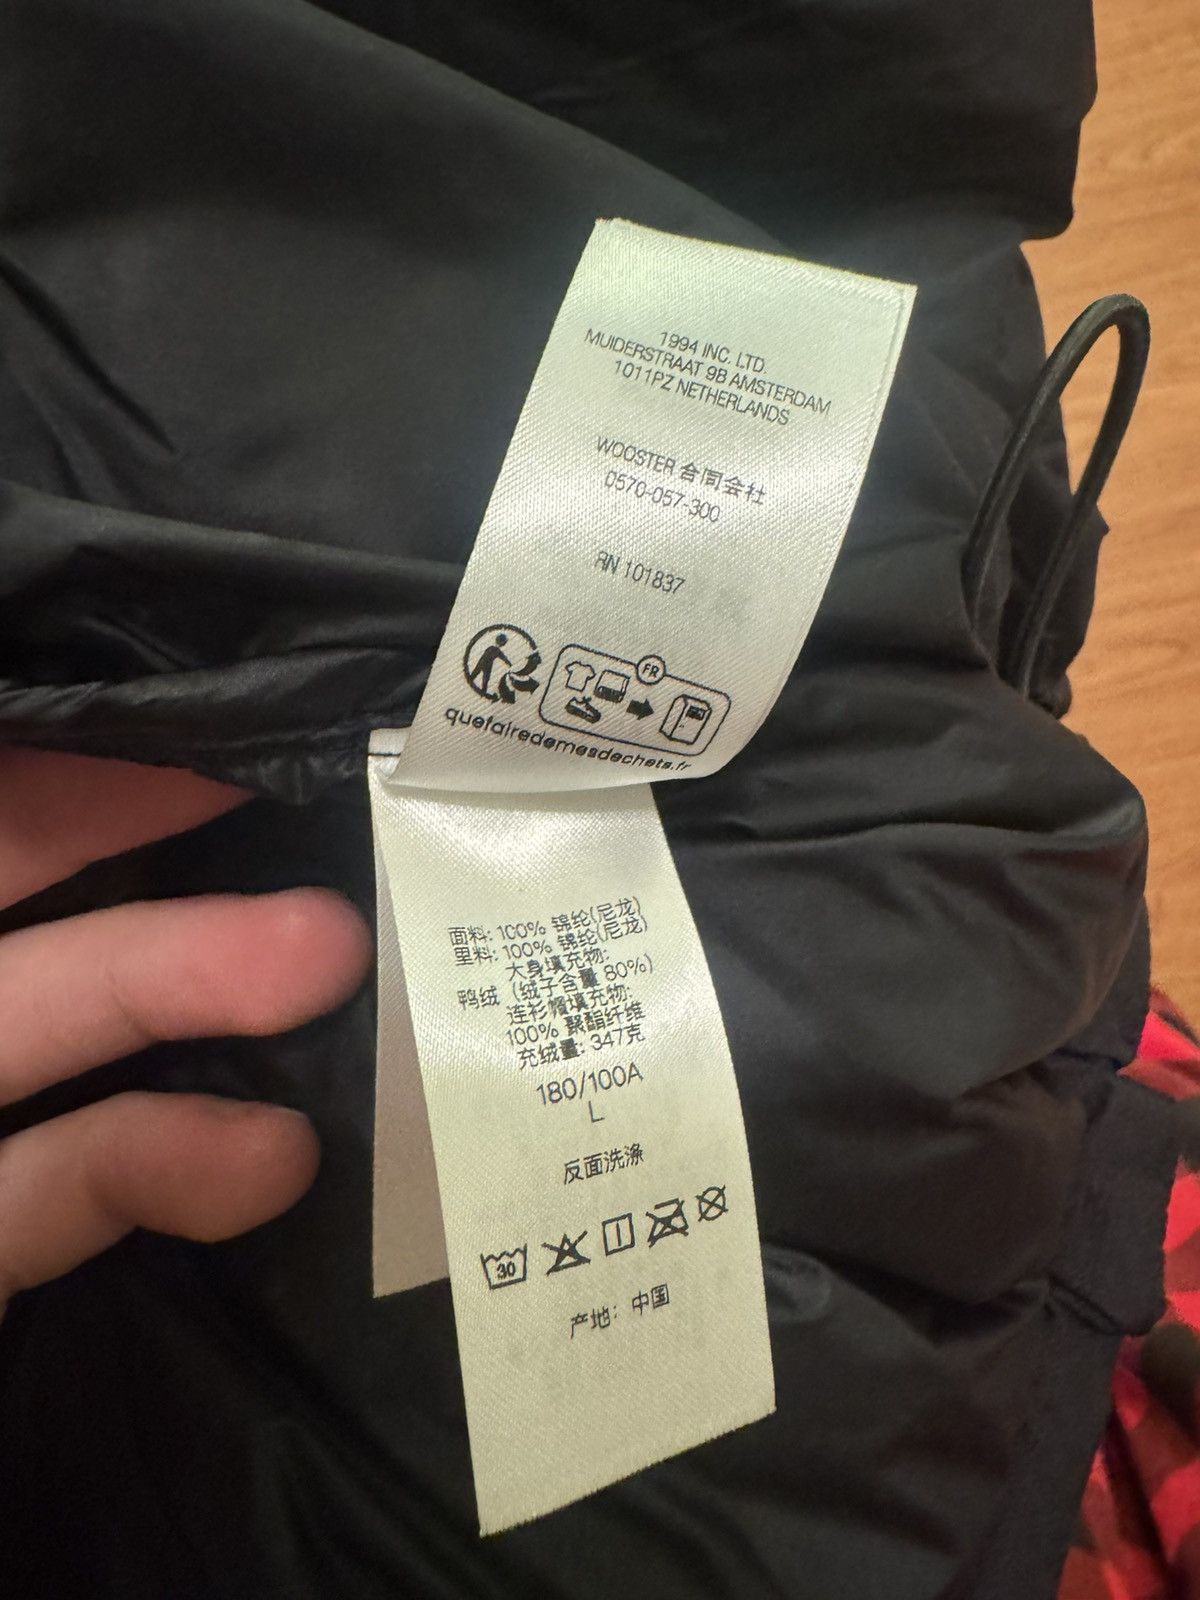 1994 INC. LTD.
MUIDERSTRAAT 9B AMSTERDAM
1011PZ NETHERLANDS
WOOSTER 合同会社
0570-057-300
RN 101837
FR
quefairedemesdechets.fr
面料: 100% 锦纶(尼龙)
里料: 100% 锦纶(尼龙)
大身填充物:
鸭绒 (绒子含量 80%)
连衫帽填充物:
100% 聚酯纤维
充绒量: 347克
180/100A
L
反面洗涤
30
产地: 中国